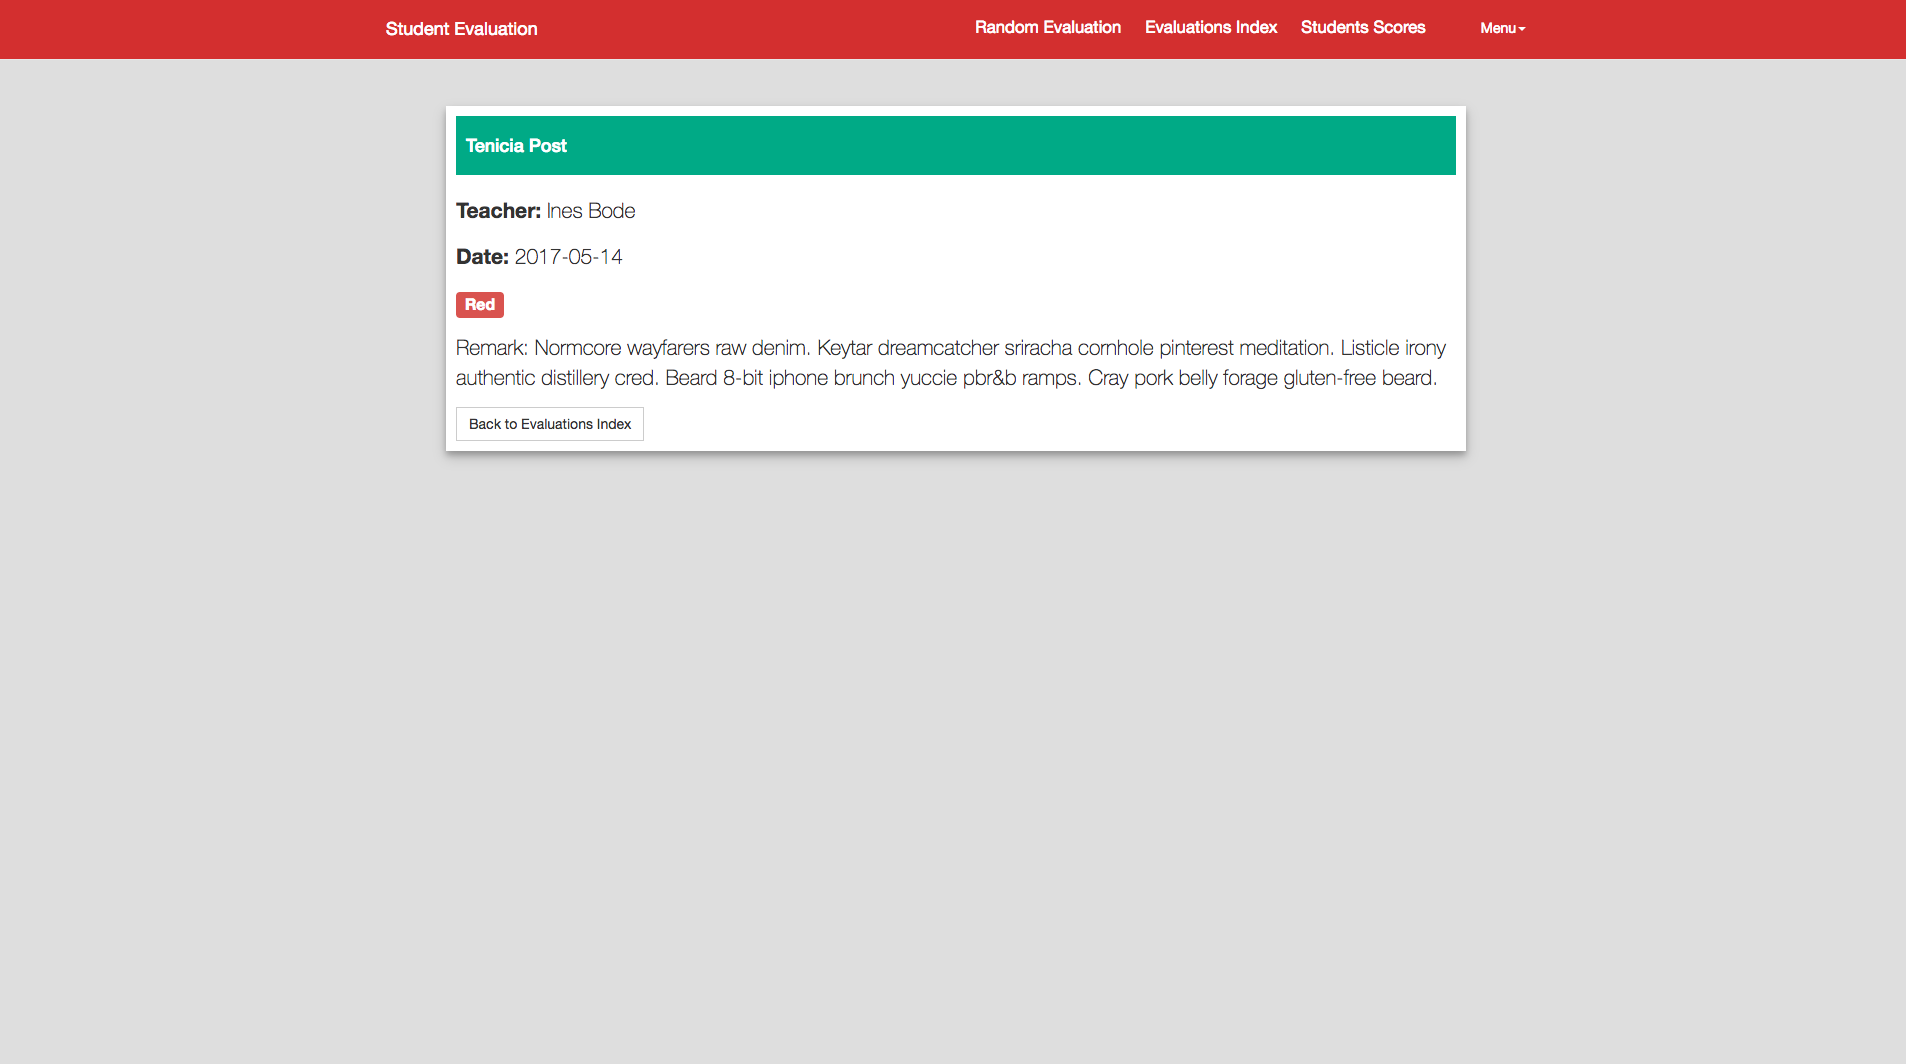 Student Evaluation
Random Evaluation Evaluations Index Students Scores Menu
Tenicia Post
Teacher: Ines Bode
Date: 2017-05-14
Red
Remark: Normcore wayfarers raw denim. Keytar dreamcatcher sriracha cornhole pinterest meditation. Listicle irony
authentic distillery cred. Beard 8-bit iphone brunch yuccie pbr&b ramps. Cray pork belly forage gluten-free beard.
Back to Evaluations Index